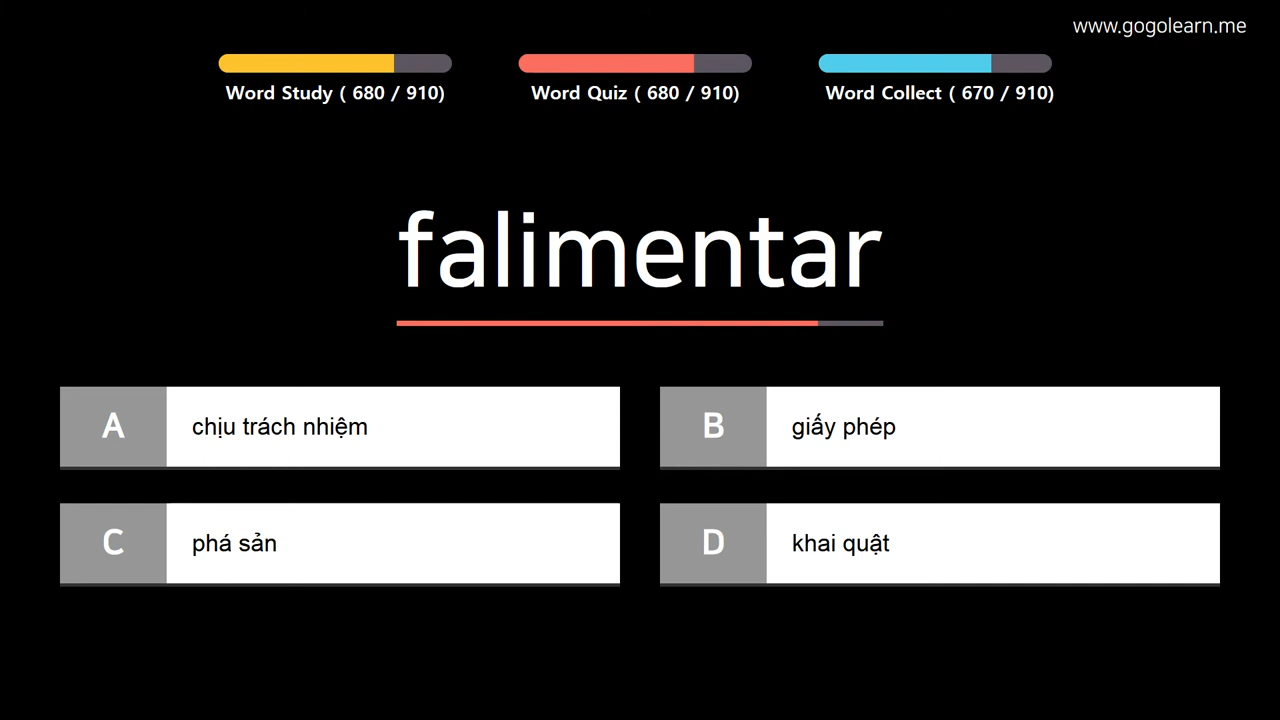 www.gogolearn.me
Word Study ( 680 / 910)
Word Quiz ( 680 / 910)
Word Collect ( 670 / 910)
falimentar
A
chịu trách nhiệm
B
giấy phép
C
phá sản
D
khai quật